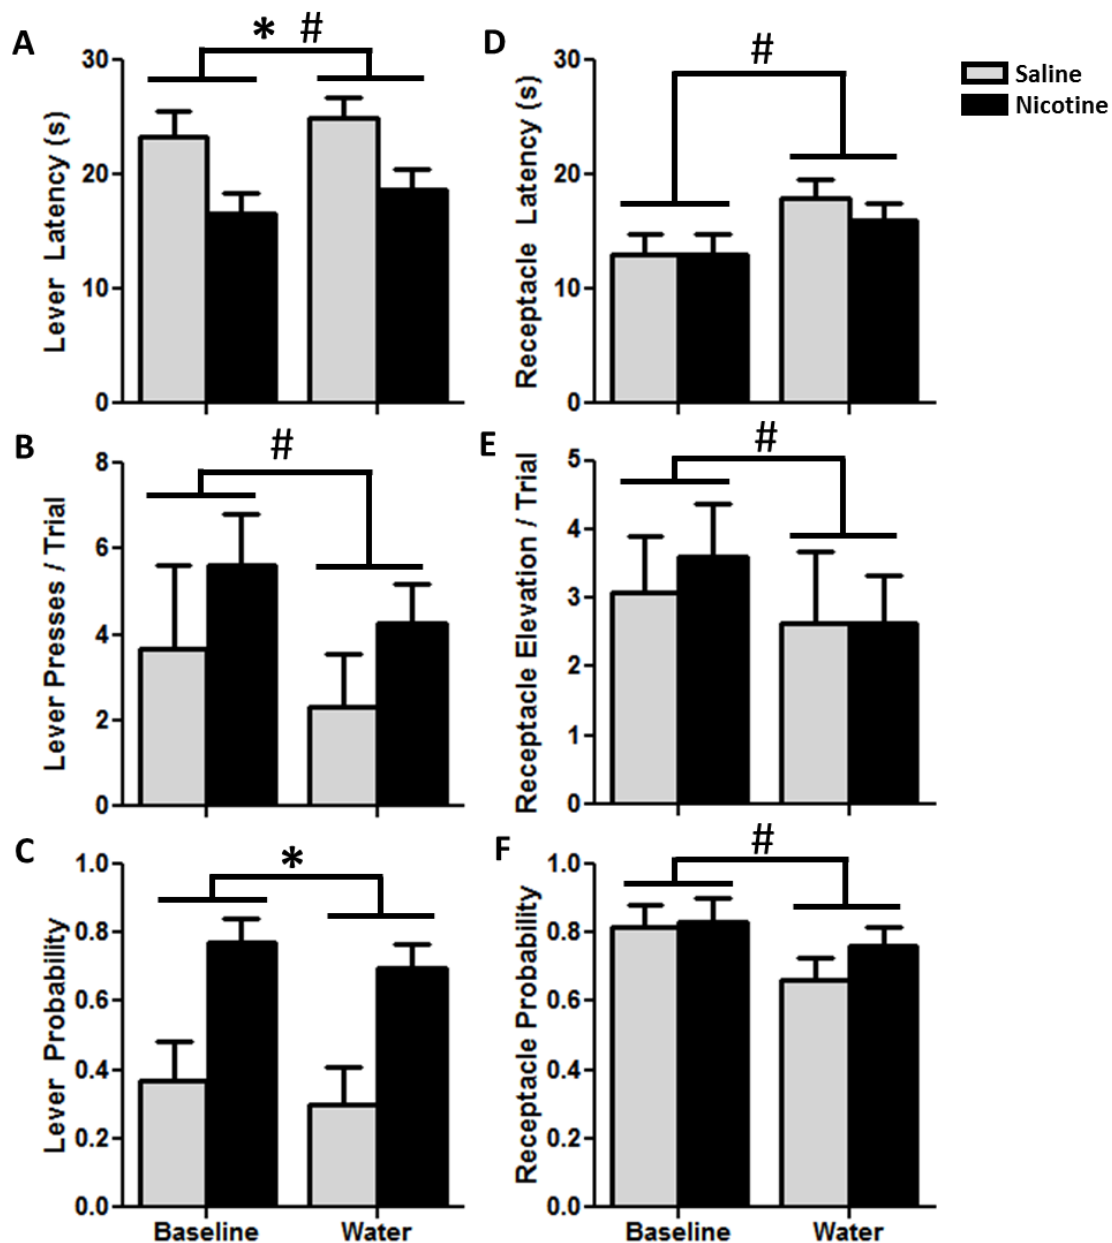 A
* #
Lever Latency (s)
30
20
10
0
D
#
Receptacle Latency (s)
30
20
10
0
Saline
Nicotine
B
#
Lever Presses / Trial
8
6
4
2
0
E
#
Receptacle Elevation / Trial
5
4
3
2
1
0
C
*
Lever Probability
1.0
0.8
0.6
0.4
0.2
0.0
Baseline
Water
F
#
Receptacle Probability
1.0
0.8
0.6
0.4
0.2
0.0
Baseline
Water